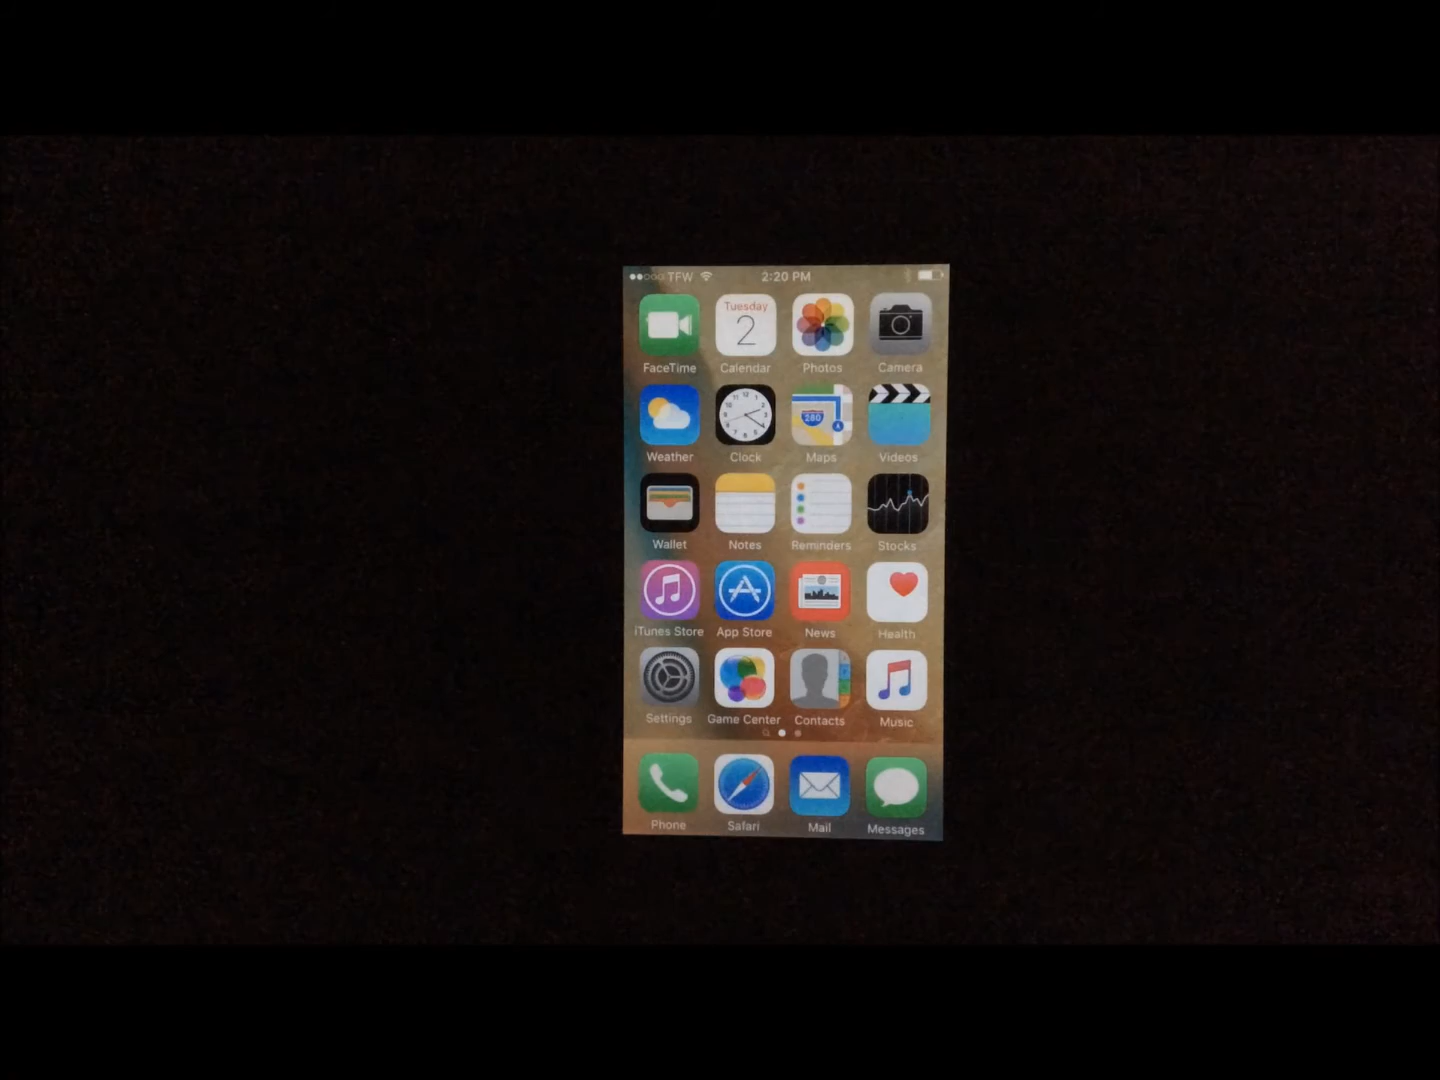 TFW 2:20 PM
Tuesday
2
FaceTime Calendar Photos Camera
280
Weather Clock Maps Videos
Wallet Notes Reminders Stocks
iTunes Store App Store News Health
Settings Game Center Contacts Music
Phone Safari Mail Messages